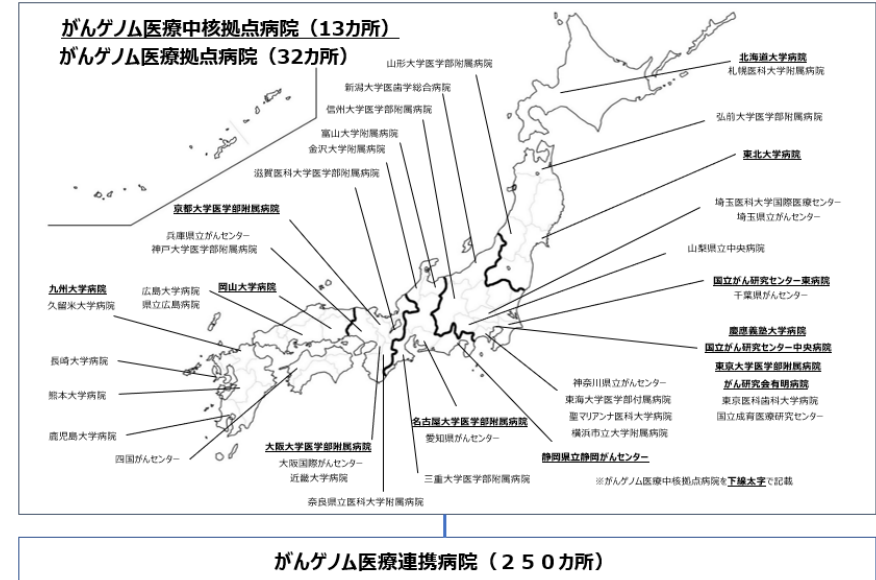 がんゲノム医療中核拠点病院（13カ所）
がんゲノム医療拠点病院（32カ所）
山形大学医学部附属病院
新潟大学医歯学総合病院
信州大学医学部附属病院
富山大学附属病院
金沢大学附属病院
滋賀医科大学医学部附属病院
京都大学医学部附属病院
兵庫県立がんセンター
神戸大学医学部附属病院
九州大学病院
久留米大学病院
広島大学病院
県立広島病院
岡山大学病院
長崎大学病院
熊本大学病院
鹿児島大学病院
四国がんセンター
大阪大学医学部附属病院
大阪国際がんセンター
近畿大学病院
奈良県立医科大学附属病院
三重大学医学部附属病院
名古屋大学医学部附属病院
愛知県がんセンター
静岡県立静岡がんセンター
神奈川県立がんセンター
東海大学医学部付属病院
聖マリアンナ医科大学病院
横浜市立大学附属病院
北海道大学病院
札幌医科大学附属病院
弘前大学医学部附属病院
東北大学病院
埼玉医科大学国際医療センター
埼玉県立がんセンター
山梨県立中央病院
国立がん研究センター東病院
千葉県がんセンター
慶應義塾大学病院
国立がん研究センター中央病院
東京大学医学部附属病院
がん研究会有明病院
東京医科歯科大学病院
国立成育医療研究センター
※がんゲノム医療中核拠点病院を下線太字で記載
がんゲノム医療連携病院（２５０カ所）